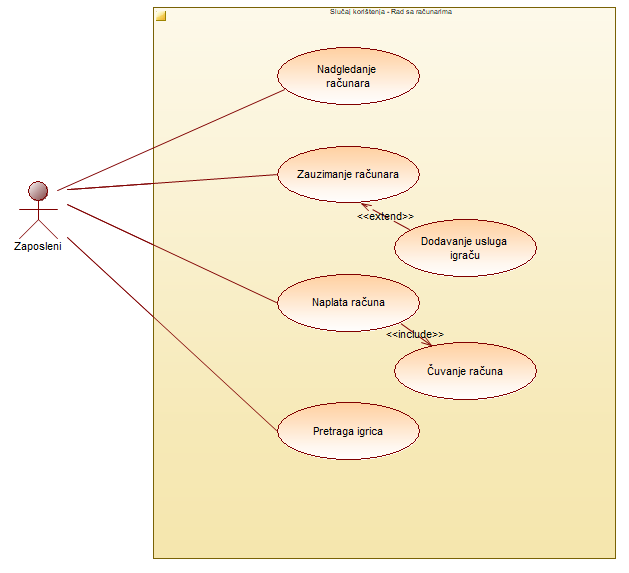 Slučaj korištenja - Rad sa računarima
Nadgledanje
računara
Zauzimanje računara
<<extend>>
Zaposleni
Dodavanje usluga
igraču
Naplata računa
<<include>>
Čuvanje računa
Pretraga igrica